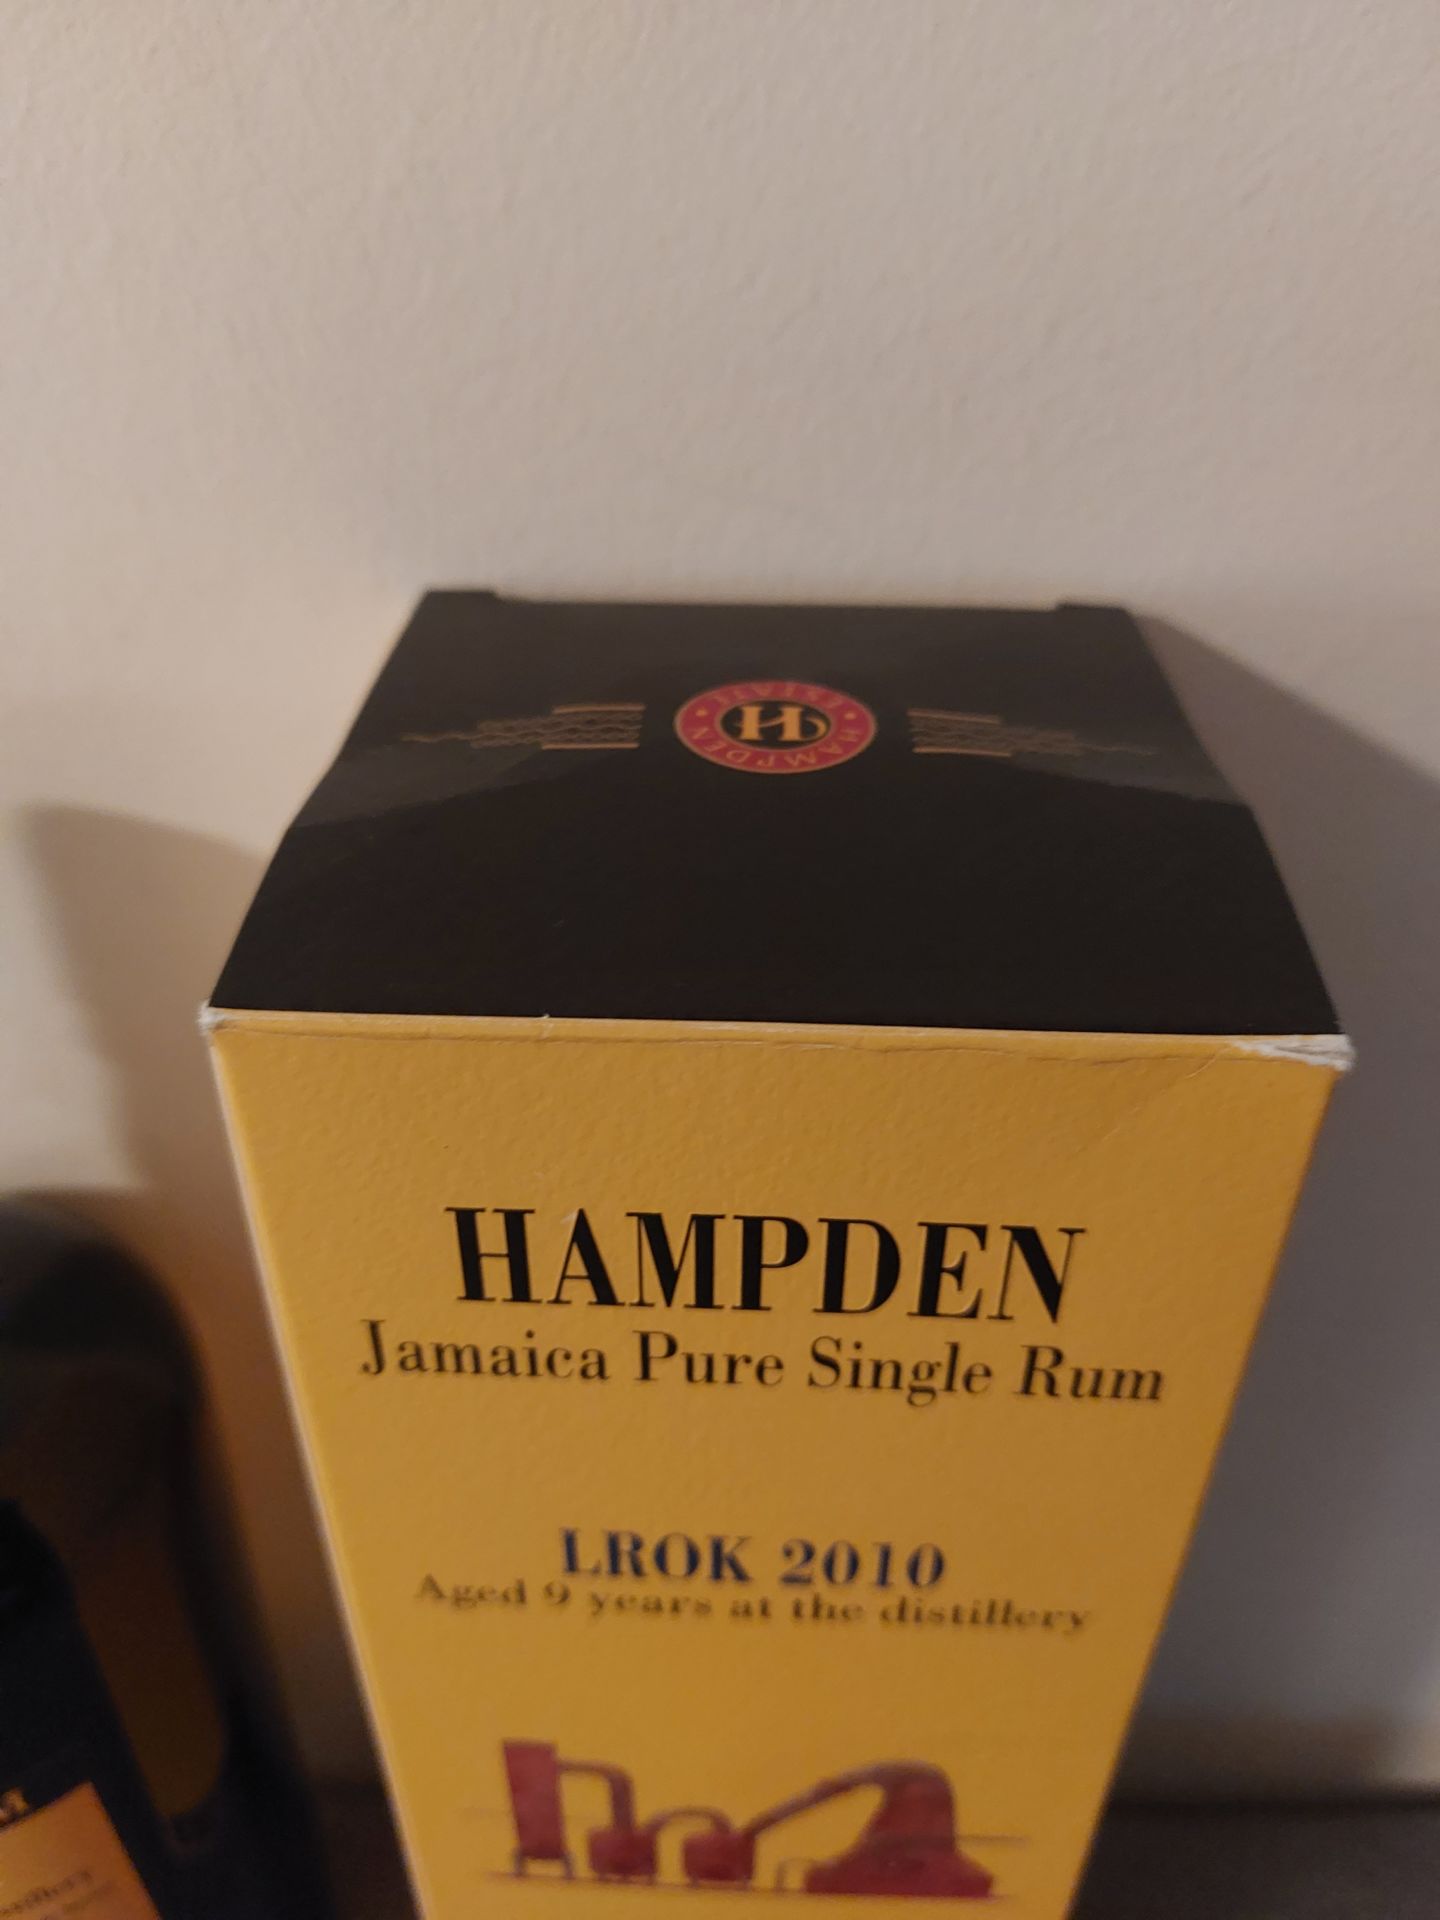 HAMPDEN
ESTATE
H
HAMPDEN
Jamaica Pure Single Rum
LROK 2010
Aged 9 years at the distillery